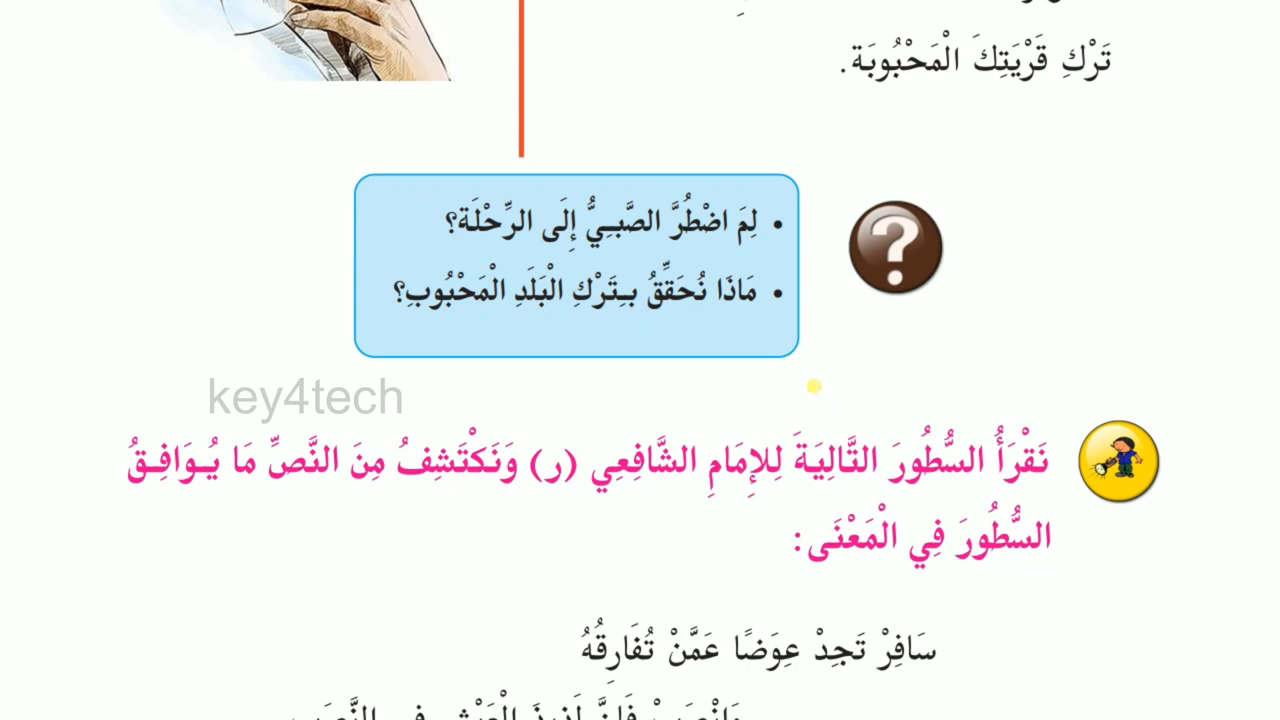 تَرْكِ قَرْيَتِكَ الْمَحْبُوبَة.
• لِمَ اضْطُرَّ الصَّبِيُّ إِلَى الرِّحْلَة؟
• مَاذَا نُحَقِّقُ بِتَرْكِ الْبَلَدِ الْمَحْبُوبِ؟
key4tech
نَقْرَأُ السُّطُورَ التَّالِيَةَ لِلإِمَامِ الشَّافِعِي (ر) وَنَكْتَشِفُ مِنَ النَّصِّ مَا يُوَافِقُ
السُّطُورَ فِي الْمَعْنَى:
سَافِرْ تَجِدْ عِوَضًا عَمَّنْ تُفَارِقُهُ